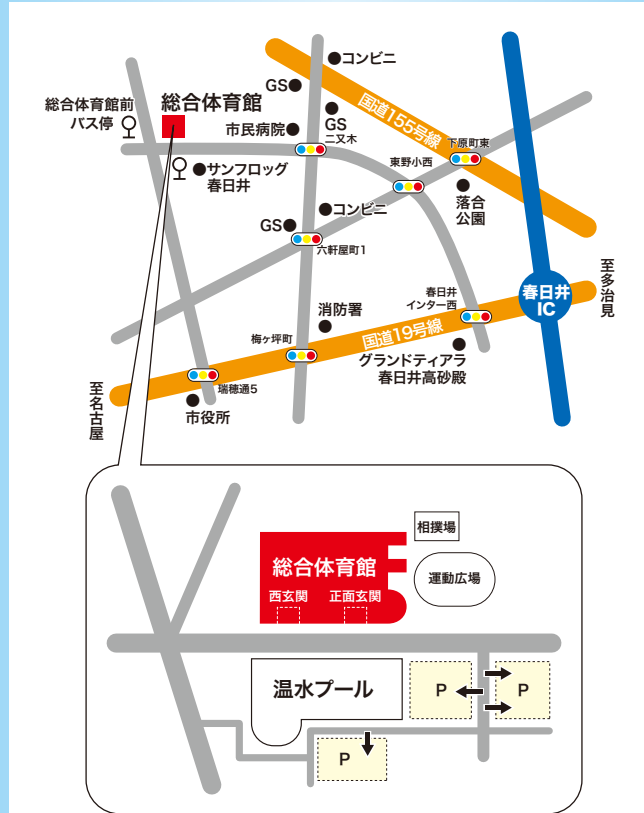 コンビニ
GS
国道155号線
総合体育館前
バス停
総合体育館
市民病院
GS
二又木
下原町東
東野小西
サンフロッグ
春日井
落合
公園
コンビニ
GS
六軒屋町1
春日井
IC
至多治見
春日井
インター西
消防署
国道19号線
梅ヶ坪町
グランドティアラ
春日井高砂殿
瑞穂通5
至名古屋
市役所
相撲場
総合体育館
運動広場
西玄関
正面玄関
温水プール
P
P
P